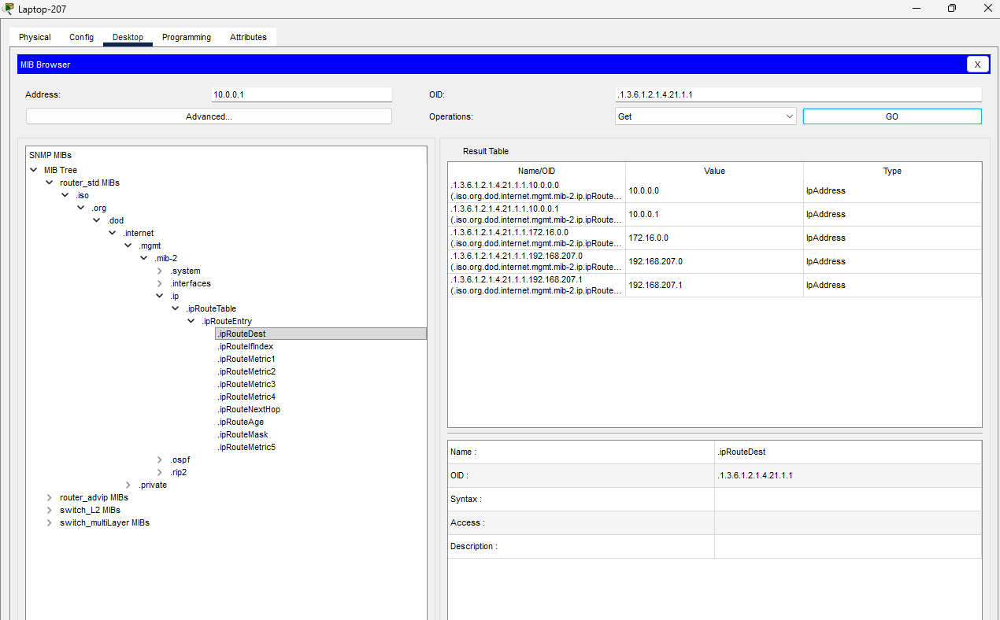 Laptop-207
Physical Config Desktop Programming Attributes
MIB Browser
X
Address: 10.0.0.1 OID: .1.3.6.1.2.1.4.21.1.1
Advanced... Operations: Get GO
SNMP MIBs
MIB Tree
router_std MIBs
.iso
.org
.dod
.internet
.mgmt
.mib-2
.system
.interfaces
.ip
.ipRouteTable
.ipRouteEntry
.ipRouteDest
.ipRouteIfIndex
.ipRouteMetric1
.ipRouteMetric2
.ipRouteMetric3
.ipRouteMetric4
.ipRouteNextHop
.ipRouteAge
.ipRouteMask
.ipRouteMetric5
.ospf
.rip2
.private
router_advip MIBs
switch_L2 MIBs
switch_multiLayer MIBs
Result Table
Name/OID Value Type
.1.3.6.1.2.1.4.21.1.1.10.0.0.0
(.iso.org.dod.internet.mgmt.mib-2.ip.ipRoute... 10.0.0.0 IpAddress
.1.3.6.1.2.1.4.21.1.1.10.0.0.1
(.iso.org.dod.internet.mgmt.mib-2.ip.ipRoute... 10.0.0.1 IpAddress
.1.3.6.1.2.1.4.21.1.1.172.16.0.0
(.iso.org.dod.internet.mgmt.mib-2.ip.ipRoute... 172.16.0.0 IpAddress
.1.3.6.1.2.1.4.21.1.1.192.168.207.0
(.iso.org.dod.internet.mgmt.mib-2.ip.ipRoute... 192.168.207.0 IpAddress
.1.3.6.1.2.1.4.21.1.1.192.168.207.1
(.iso.org.dod.internet.mgmt.mib-2.ip.ipRoute... 192.168.207.1 IpAddress
Name : .ipRouteDest
OID : .1.3.6.1.2.1.4.21.1.1
Syntax :
Access :
Description :